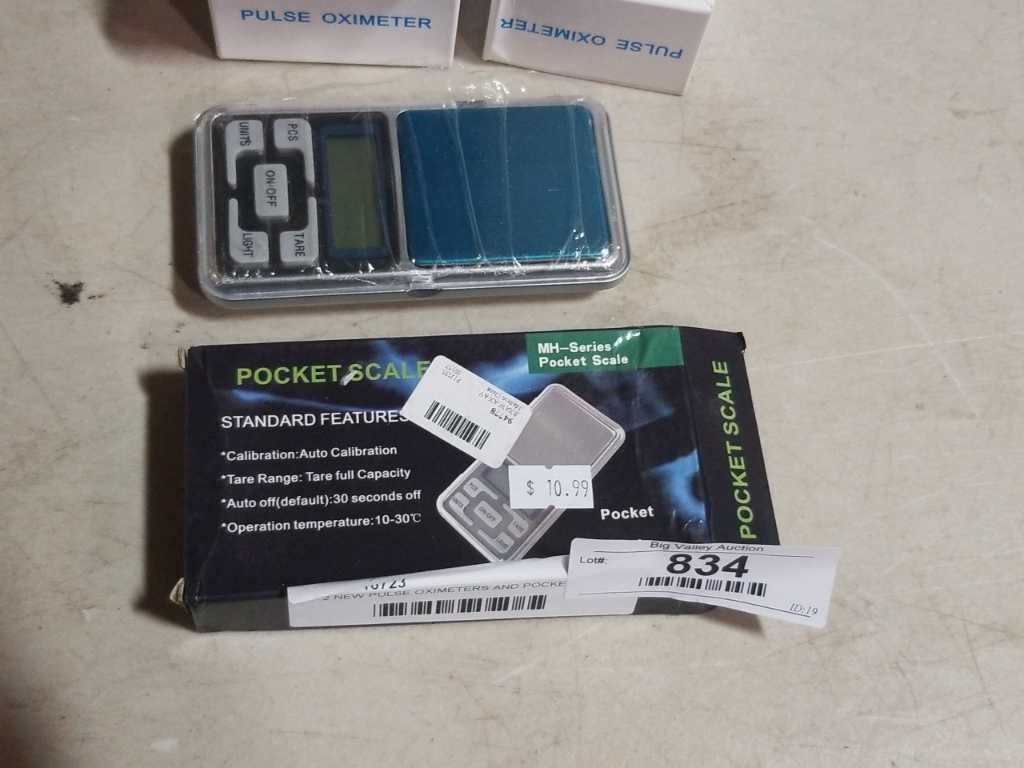 PULSE OXIMETER
PULSE OXIMETER
UNITS
PCS
ON/OFF
LIGHT
TARE
MH-Series
Pocket Scale
POCKET SCALE
STANDARD FEATURES
*Calibration:Auto Calibration
*Tare Range: Tare full Capacity
*Auto off(default):30 seconds off
*Operation temperature:10-30℃
$ 10.99
Pocket
POCKET SCALE
Big Valley Auction
Lot#:
834
ID:19
2 NEW PULSE OXIMETERS AND POCKE